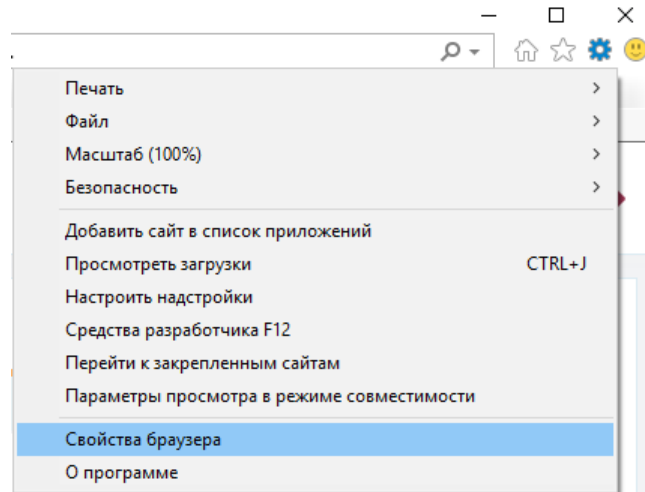 Печать
Файл
Масштаб (100%)
Безопасность
Добавить сайт в список приложений
Просмотреть загрузки CTRL+J
Настроить надстройки
Средства разработчика F12
Перейти к закрепленным сайтам
Параметры просмотра в режиме совместимости
Свойства браузера
О программе